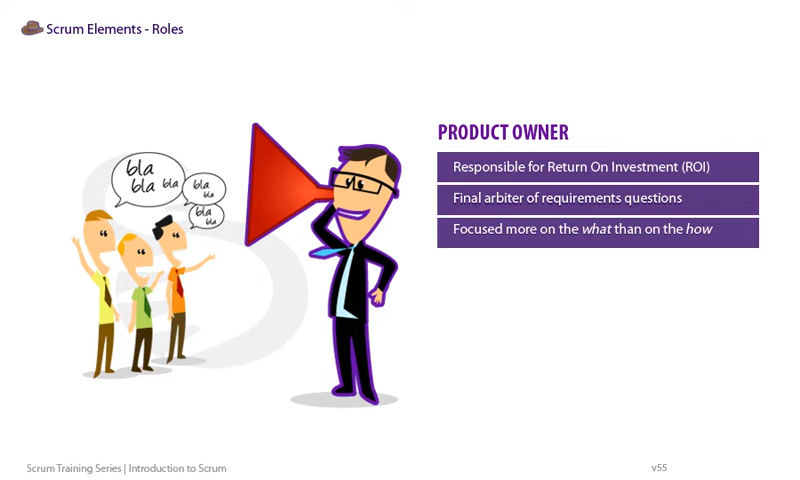 Scrum Elements - Roles
bla
bla bla
bla
bla
bla
bla
PRODUCT OWNER
Responsible for Return On Investment (ROI)
Final arbiter of requirements questions
Focused more on the what than on the how
Scrum Training Series | Introduction to Scrum
v55